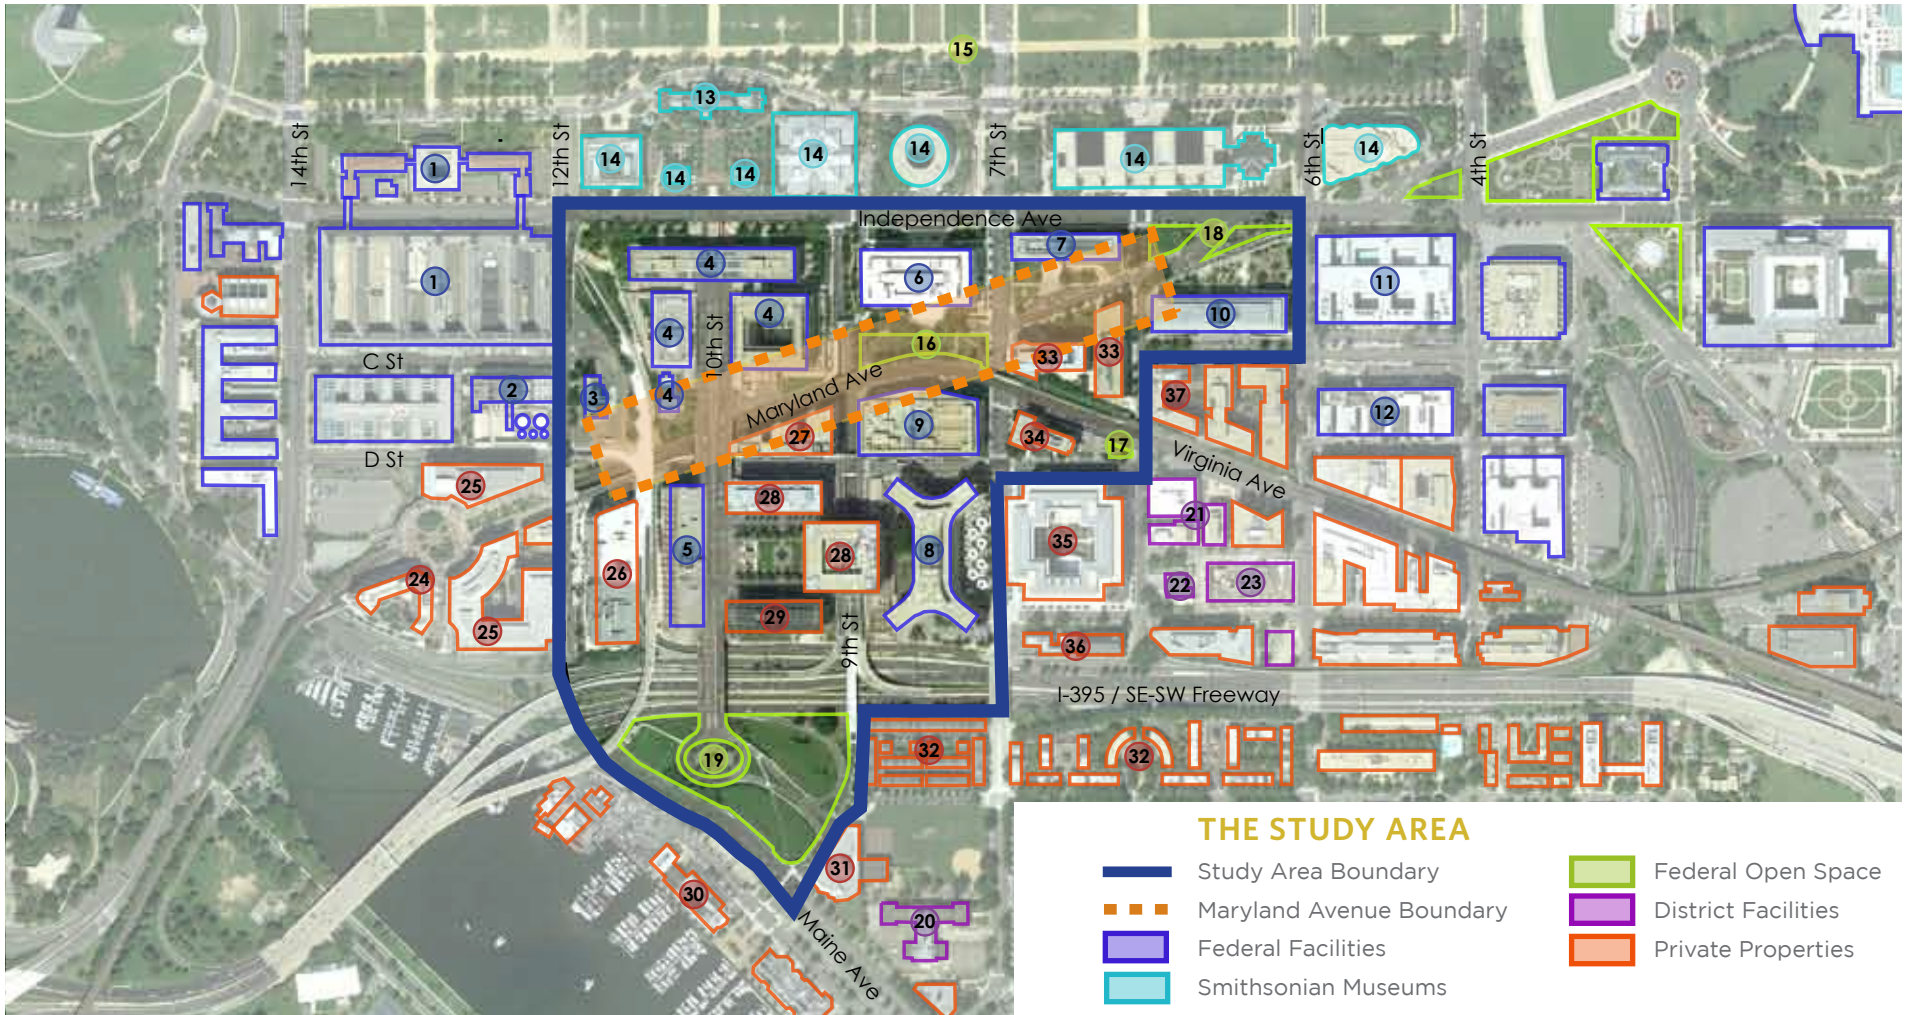 15
13
14th St
12th St
7th St
6th St
4th St
1
14
14
14
14
14
14
14
Independence Ave
18
7
4
6
1
11
4
10
4
10th St
16
33
33
C St
Maryland Ave
2
3
4
37
12
27
9
34
17
D St
Virginia Ave
25
28
21
5
28
8
35
26
24
22
23
29
25
9th St
36
I-395 / SE-SW Freeway
19
32
32
31
30
20
Maine Ave
THE STUDY AREA
Study Area Boundary
Maryland Avenue Boundary
Federal Facilities
Smithsonian Museums
Federal Open Space
District Facilities
Private Properties